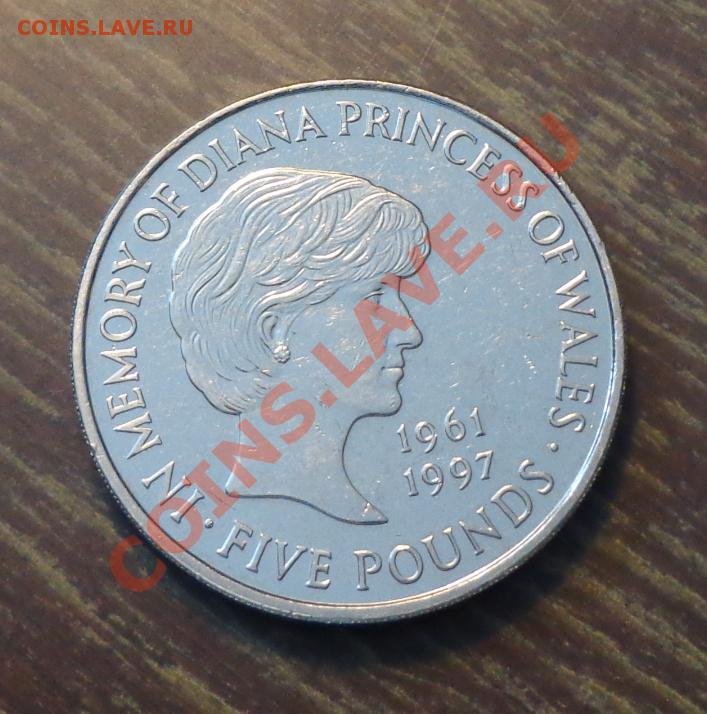 COINS.LAVE.RU
IN MEMORY OF DIANA PRINCESS OF WALES
1961
1997
· FIVE POUNDS ·
COINS.LAVE.RU